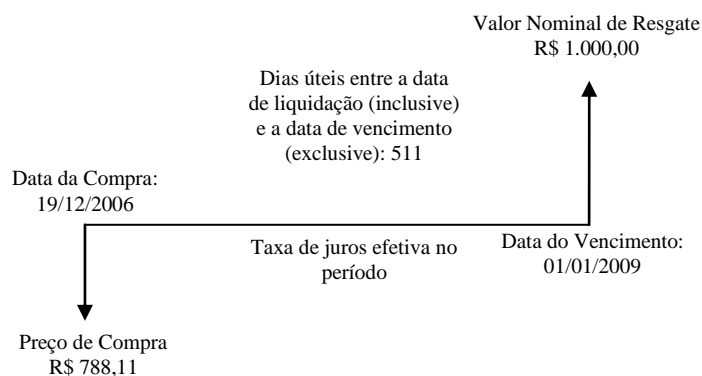 Valor Nominal de Resgate
R$ 1.000,00
Dias úteis entre a data
de liquidação (inclusive)
e a data de vencimento
(exclusive): 511
Data da Compra:
19/12/2006
Taxa de juros efetiva no
período
Data do Vencimento:
01/01/2009
Preço de Compra
R$ 788,11